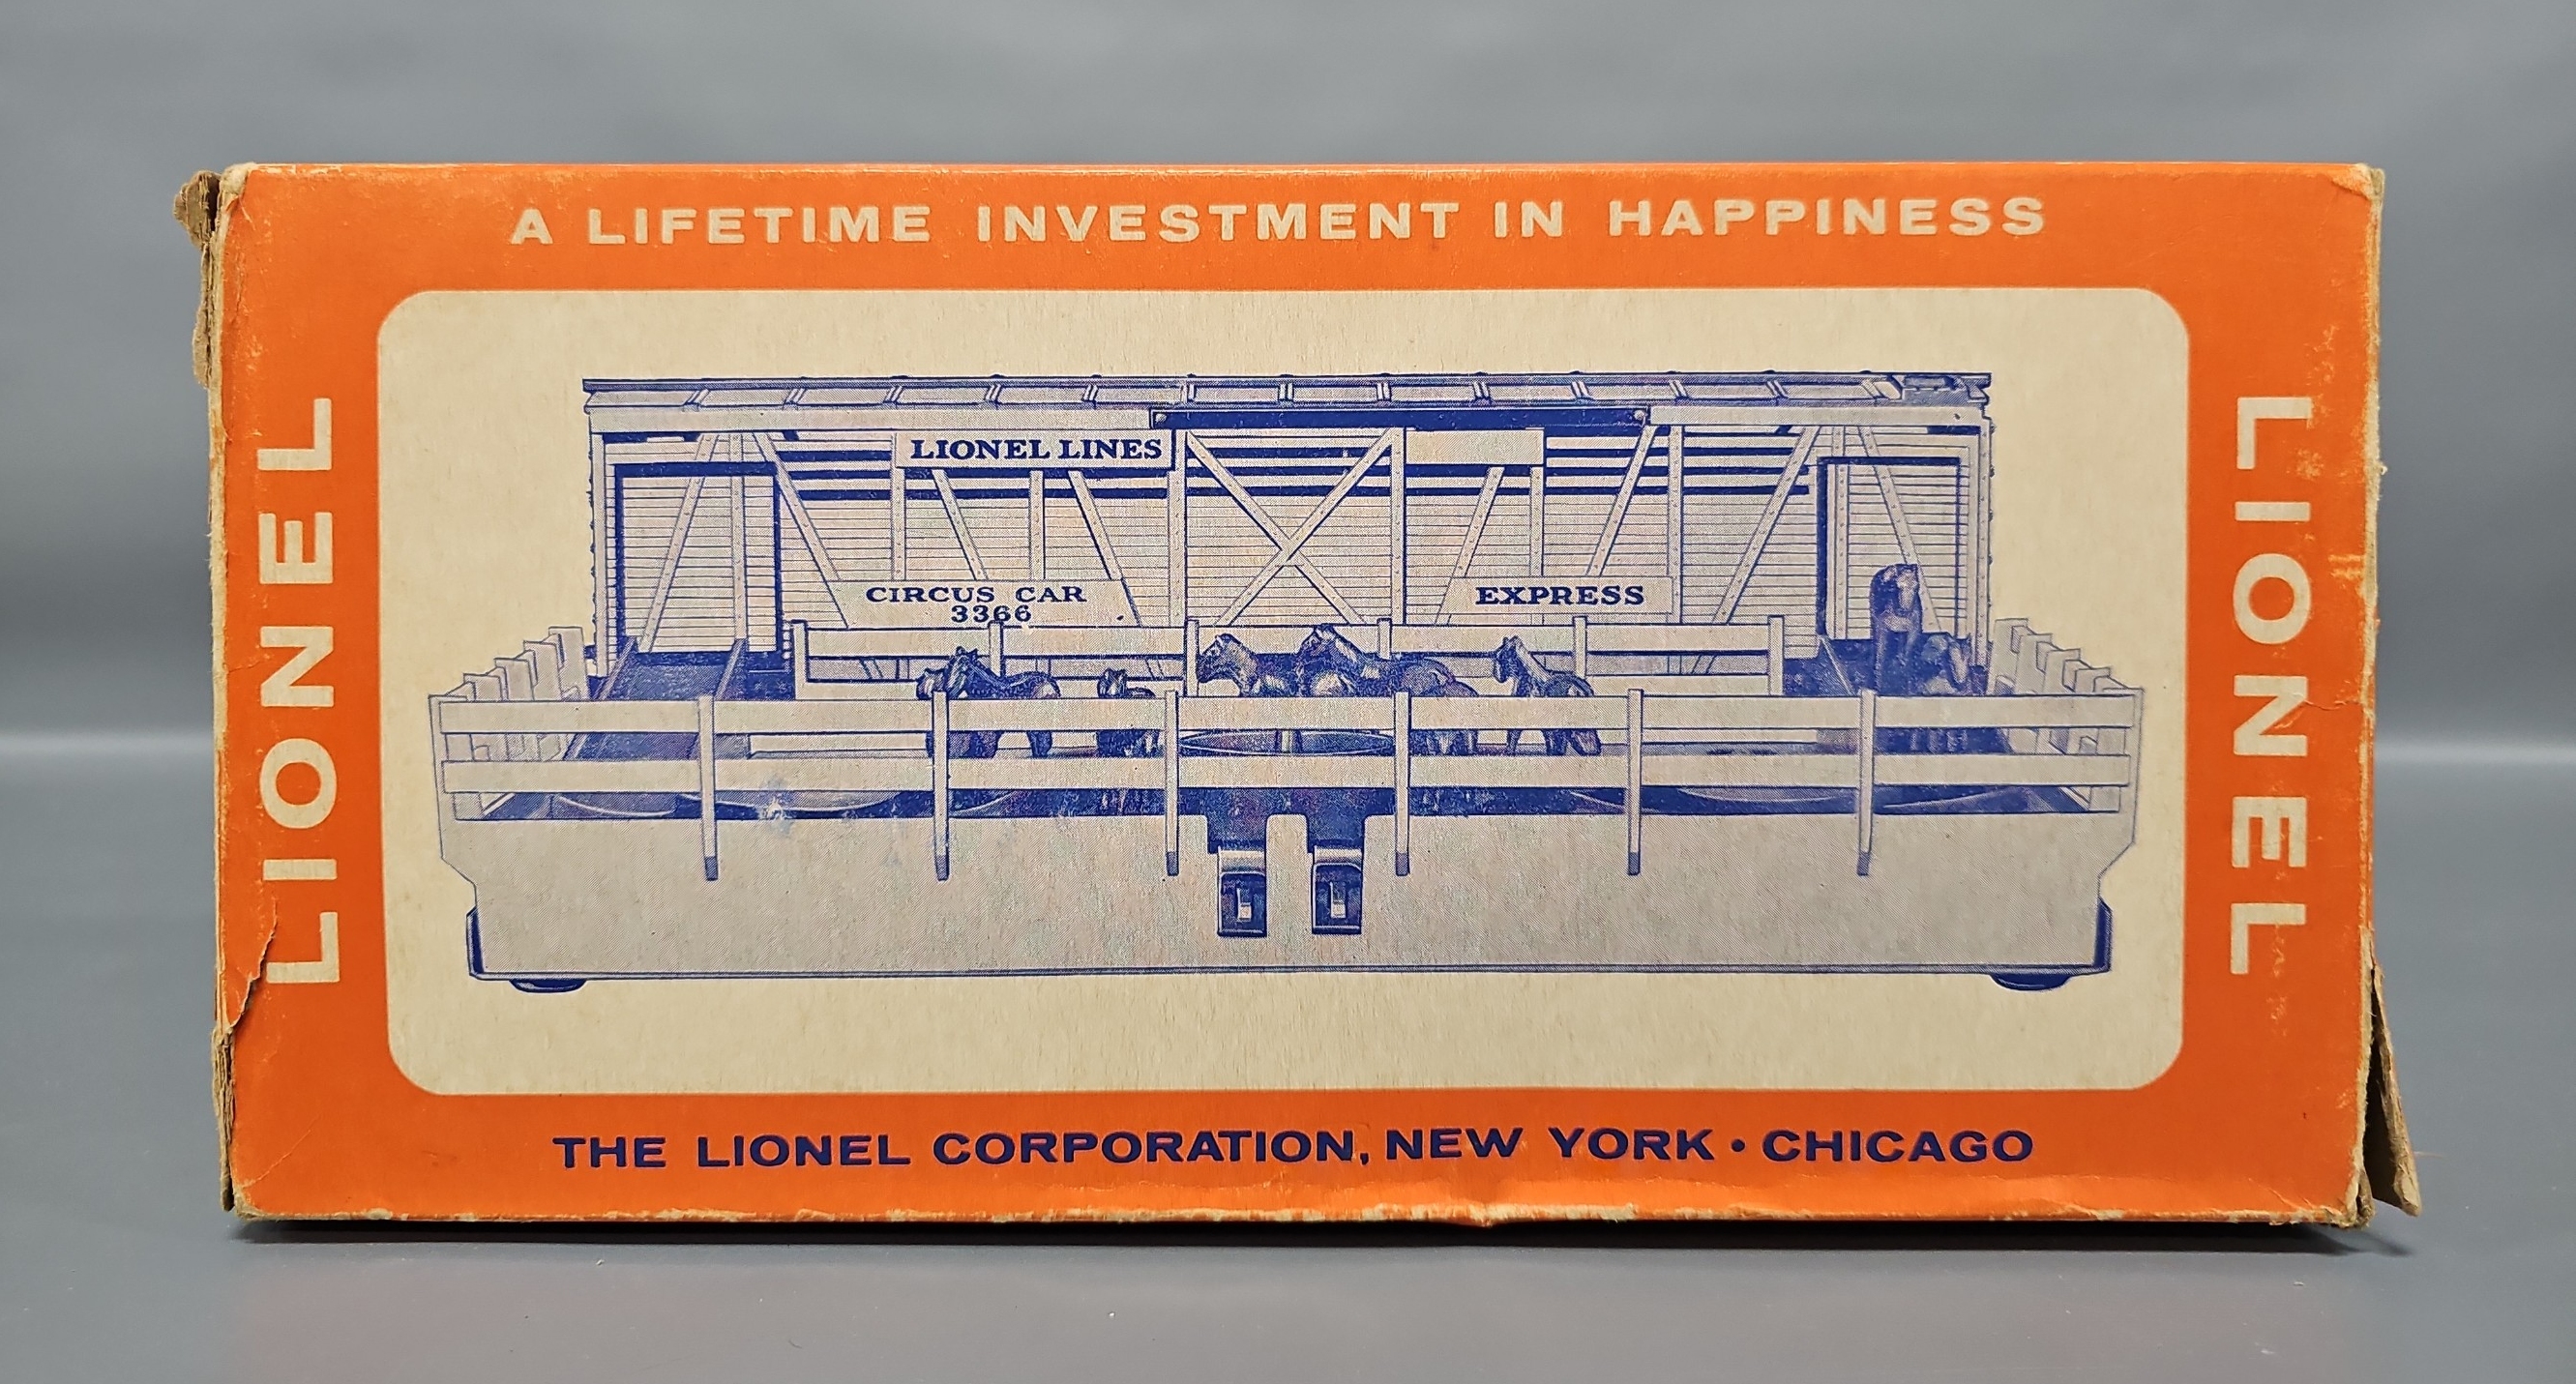 A LIFETIME INVESTMENT IN HAPPINESS
LIONEL
LIONEL LINES
CIRCUS CAR
3366
EXPRESS
LIONEL
THE LIONEL CORPORATION, NEW YORK • CHICAGO